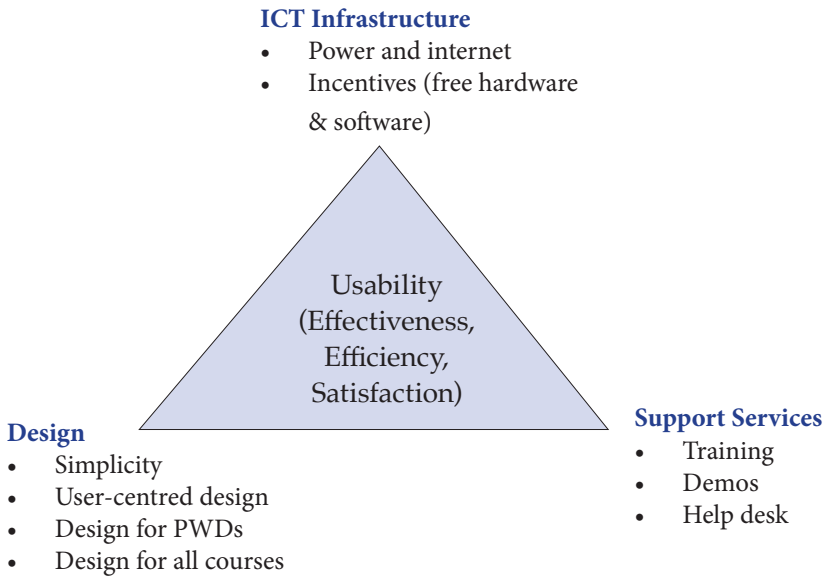 ICT Infrastructure
• Power and internet
• Incentives (free hardware
& software)
Usability
(Effectiveness,
Efficiency,
Satisfaction)
Design
• Simplicity
• User-centred design
• Design for PWDs
• Design for all courses
Support Services
• Training
• Demos
• Help desk